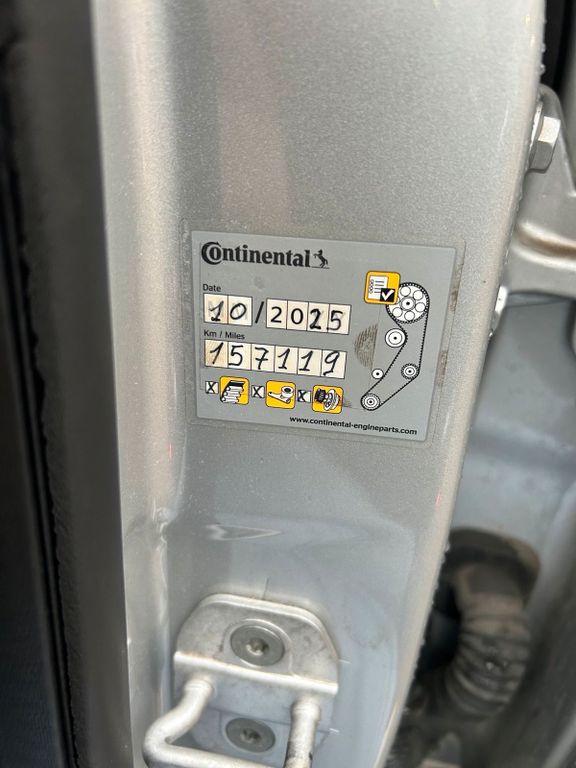 Continental
Date
10/2025
Km / Miles
157119
www.continental-engineparts.com